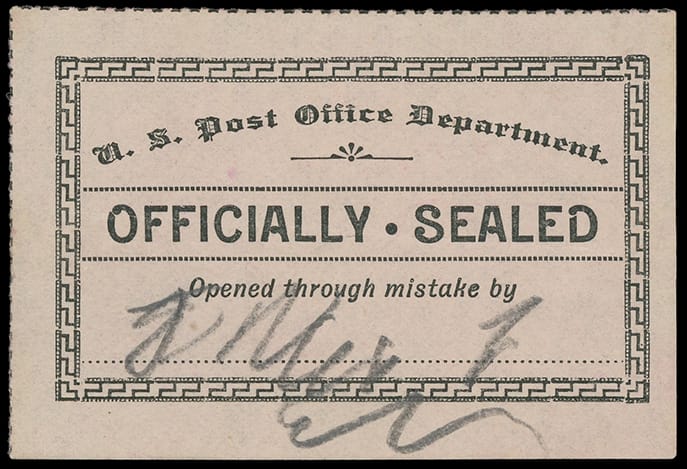 U. S. Post Office Department.
OFFICIALLY • SEALED
Opened through mistake by